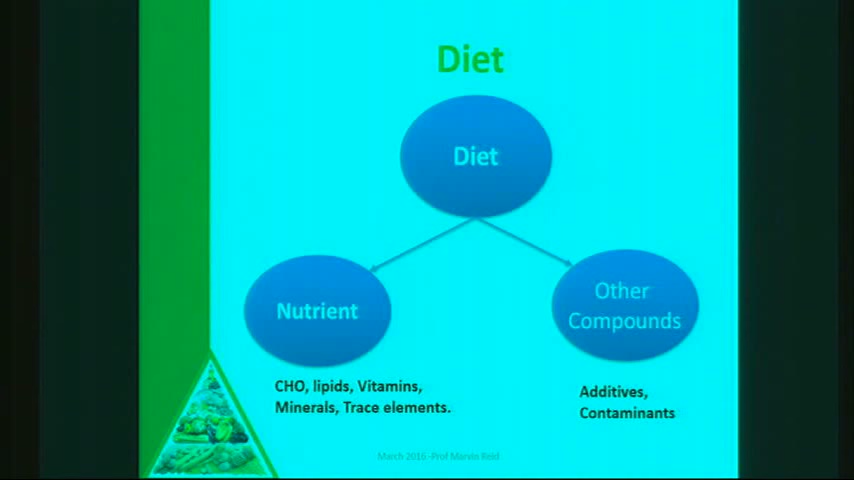 Diet
Diet
Nutrient
Other
Compounds
CHO, lipids, Vitamins,
Minerals, Trace elements.
Additives,
Contaminants
March 2016.-Prof Marvin Reid